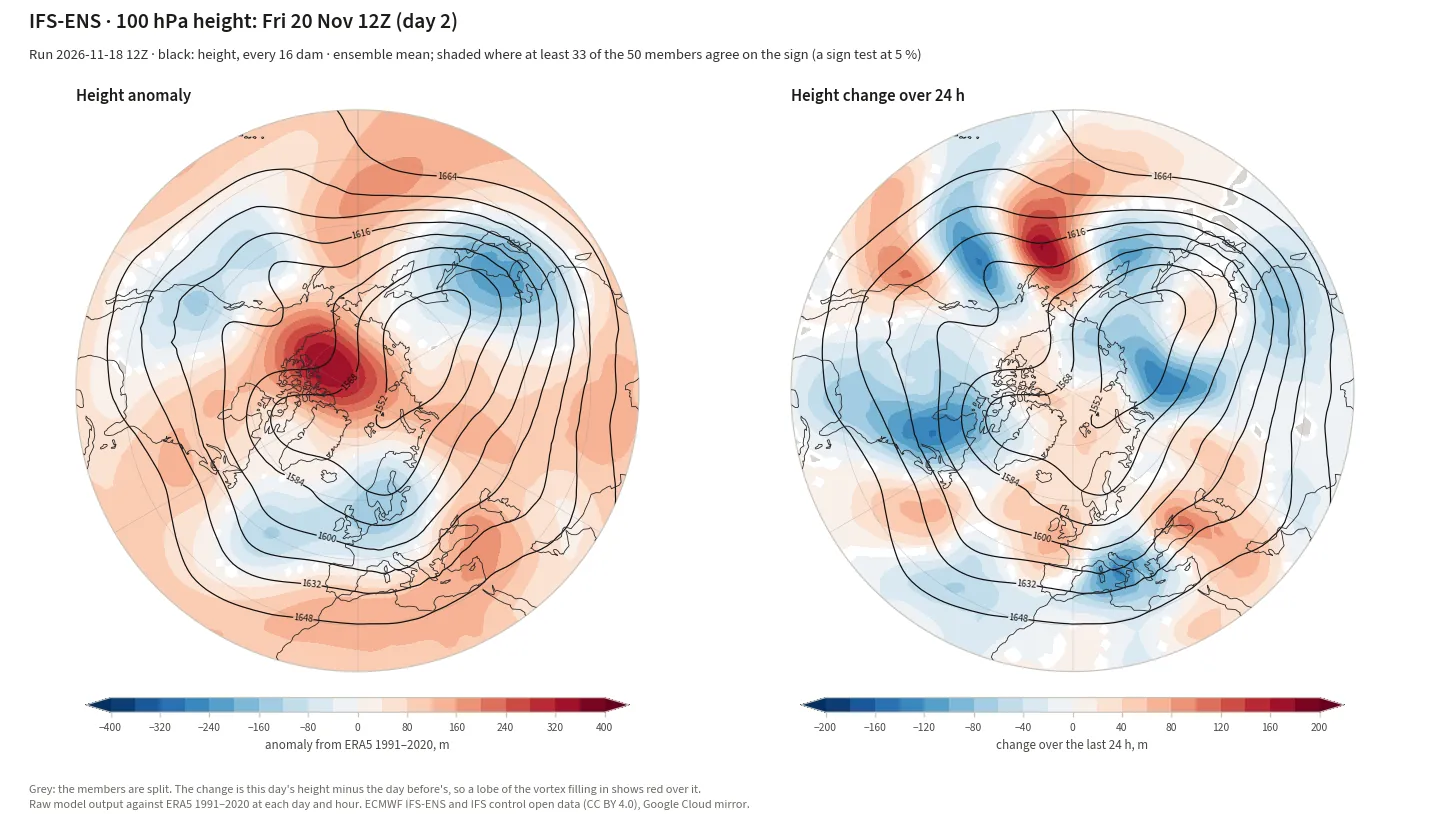 IFS-ENS · 100 hPa height: Fri 20 Nov 12Z (day 2)
Run 2026-11-18 12Z · black: height, every 16 dam · ensemble mean; shaded where at least 33 of the 50 members agree on the sign (a sign test at 5 %)
Height anomaly
1664
1616
1568
1552
1584
1600
1632
1648
−400 −320 −240 −160 −80 0 80 160 240 320 400
anomaly from ERA5 1991–2020, m
Height change over 24 h
1664
1616
1568
1552
1584
1600
1632
1648
−200 −160 −120 −80 −40 0 40 80 120 160 200
change over the last 24 h, m
Grey: the members are split. The change is this day's height minus the day before's, so a lobe of the vortex filling in shows red over it.
Raw model output against ERA5 1991–2020 at each day and hour. ECMWF IFS-ENS and IFS control open data (CC BY 4.0), Google Cloud mirror.